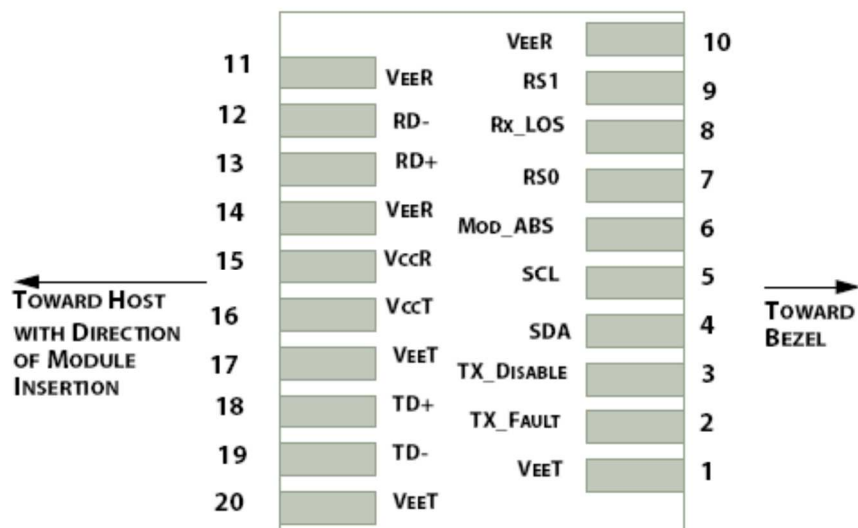 VEER 10
11 VEER
RS1 9
12 RD-
Rx_LOS 8
13 RD+
RS0 7
14 VEER
MOD_ABS 6
15 VCCR
SCL 5
TOWARD HOST
WITH DIRECTION
OF MODULE
INSERTION
TOWARD
BEZEL
16 VCCT
SDA 4
17 VEET
TX_DISABLE 3
18 TD+
TX_FAULT 2
19 TD-
VEET 1
20 VEET